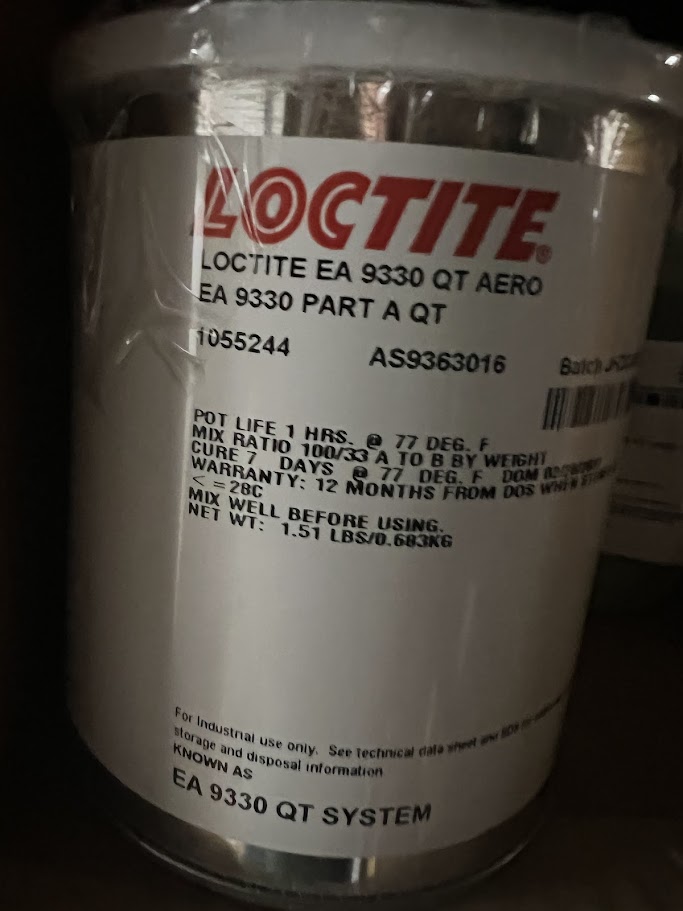 LOCTITE®
LOCTITE EA 9330 QT AERO
EA 9330 PART A QT
1055244 AS9363016 Batch
POT LIFE 1 HRS. @ 77 DEG. F
MIX RATIO 100/33 A TO B BY WEIGHT
CURE 7 DAYS @ 77 DEG. F DOM
WARRANTY: 12 MONTHS FROM DOS WHEN
<=28C
MIX WELL BEFORE USING.
NET WT: 1.51 LBS/0.683KG
For Industrial use only. See technical data sheet and
storage and disposal information
KNOWN AS
EA 9330 QT SYSTEM